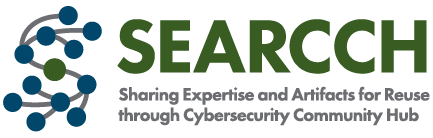 SEARCCH
Sharing Expertise and Artifacts for Reuse
through Cybersecurity Community Hub